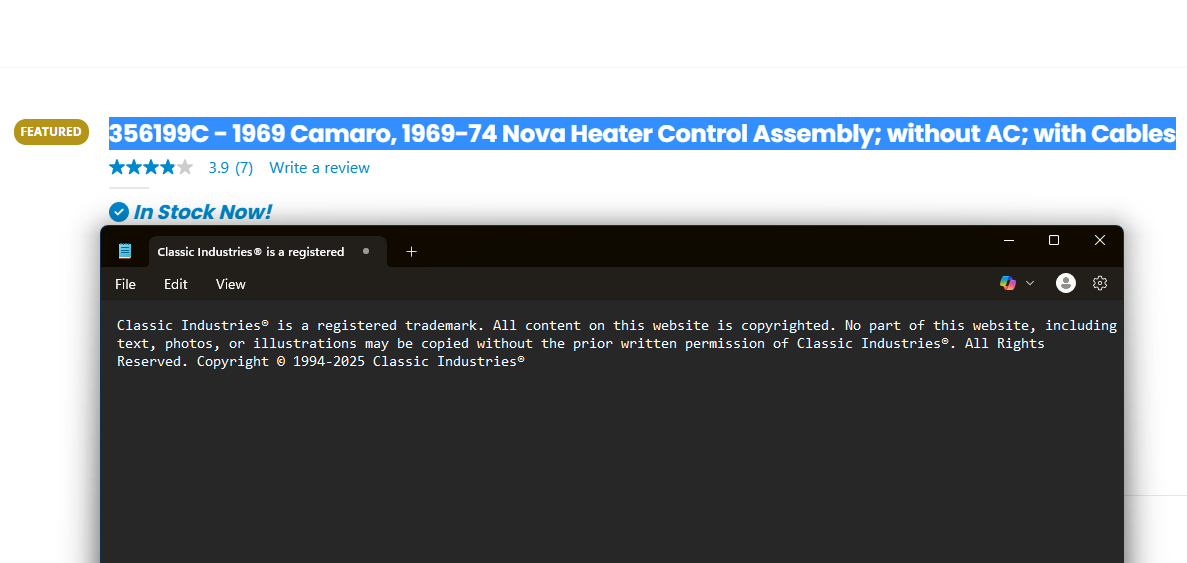 FEATURED
356199C - 1969 Camaro, 1969-74 Nova Heater Control Assembly; without AC; with Cables
3.9 (7) Write a review
In Stock Now!
Classic Industries® is a registered
File Edit View
Classic Industries® is a registered trademark. All content on this website is copyrighted. No part of this website, including
text, photos, or illustrations may be copied without the prior written permission of Classic Industries®. All Rights
Reserved. Copyright © 1994-2025 Classic Industries®